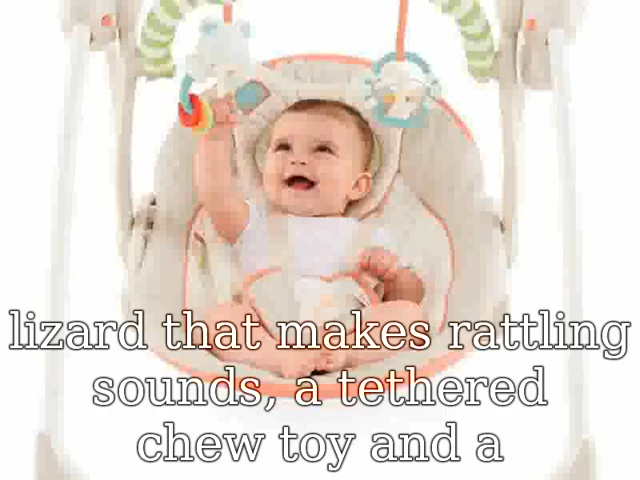 lizard that makes rattling
sounds, a tethered
chew toy and a